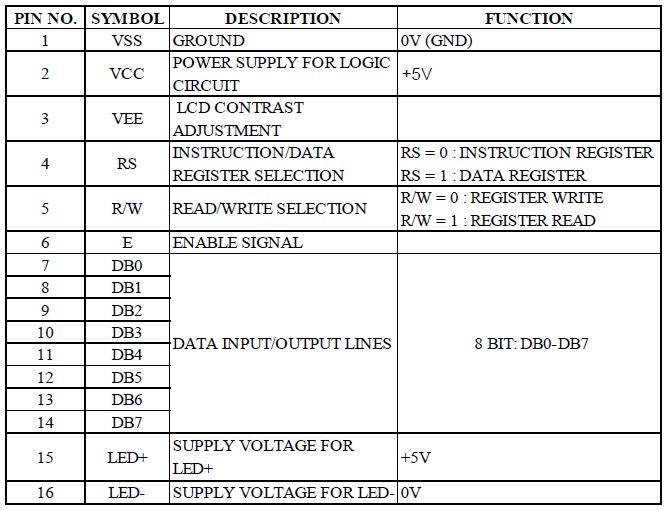 PIN NO. SYMBOL DESCRIPTION FUNCTION
1 VSS GROUND 0V (GND)
2 VCC POWER SUPPLY FOR LOGIC
CIRCUIT +5V
3 VEE LCD CONTRAST
ADJUSTMENT
4 RS INSTRUCTION/DATA
REGISTER SELECTION RS = 0 : INSTRUCTION REGISTER
RS = 1 : DATA REGISTER
5 R/W READ/WRITE SELECTION R/W = 0 : REGISTER WRITE
R/W = 1 : REGISTER READ
6 E ENABLE SIGNAL
7 DB0
8 DB1
9 DB2
10 DB3
11 DB4
12 DB5
13 DB6
14 DB7
DATA INPUT/OUTPUT LINES 8 BIT: DB0-DB7
15 LED+ SUPPLY VOLTAGE FOR
LED+ +5V
16 LED- SUPPLY VOLTAGE FOR LED- 0V